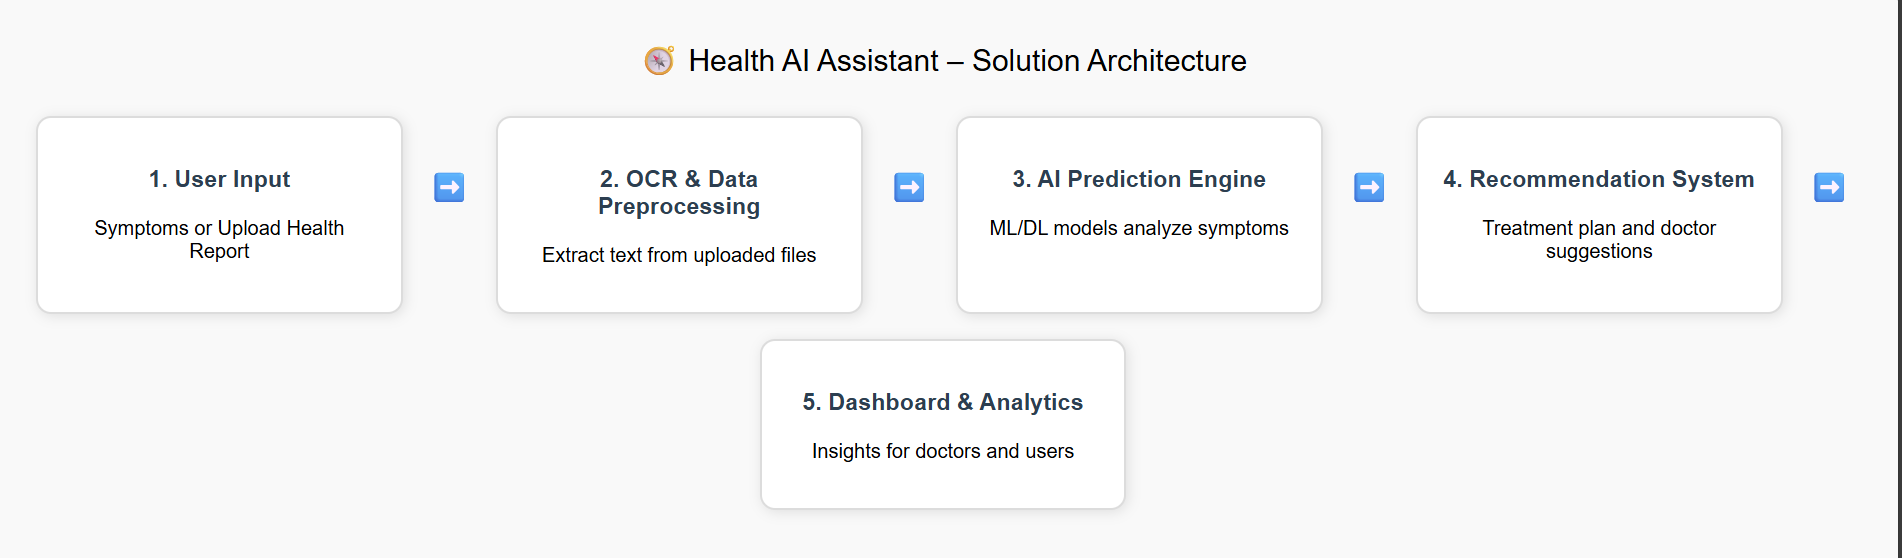 Health AI Assistant – Solution Architecture
1. User Input
Symptoms or Upload Health
Report
2. OCR & Data
Preprocessing
Extract text from uploaded files
3. AI Prediction Engine
ML/DL models analyze symptoms
4. Recommendation System
Treatment plan and doctor
suggestions
5. Dashboard & Analytics
Insights for doctors and users